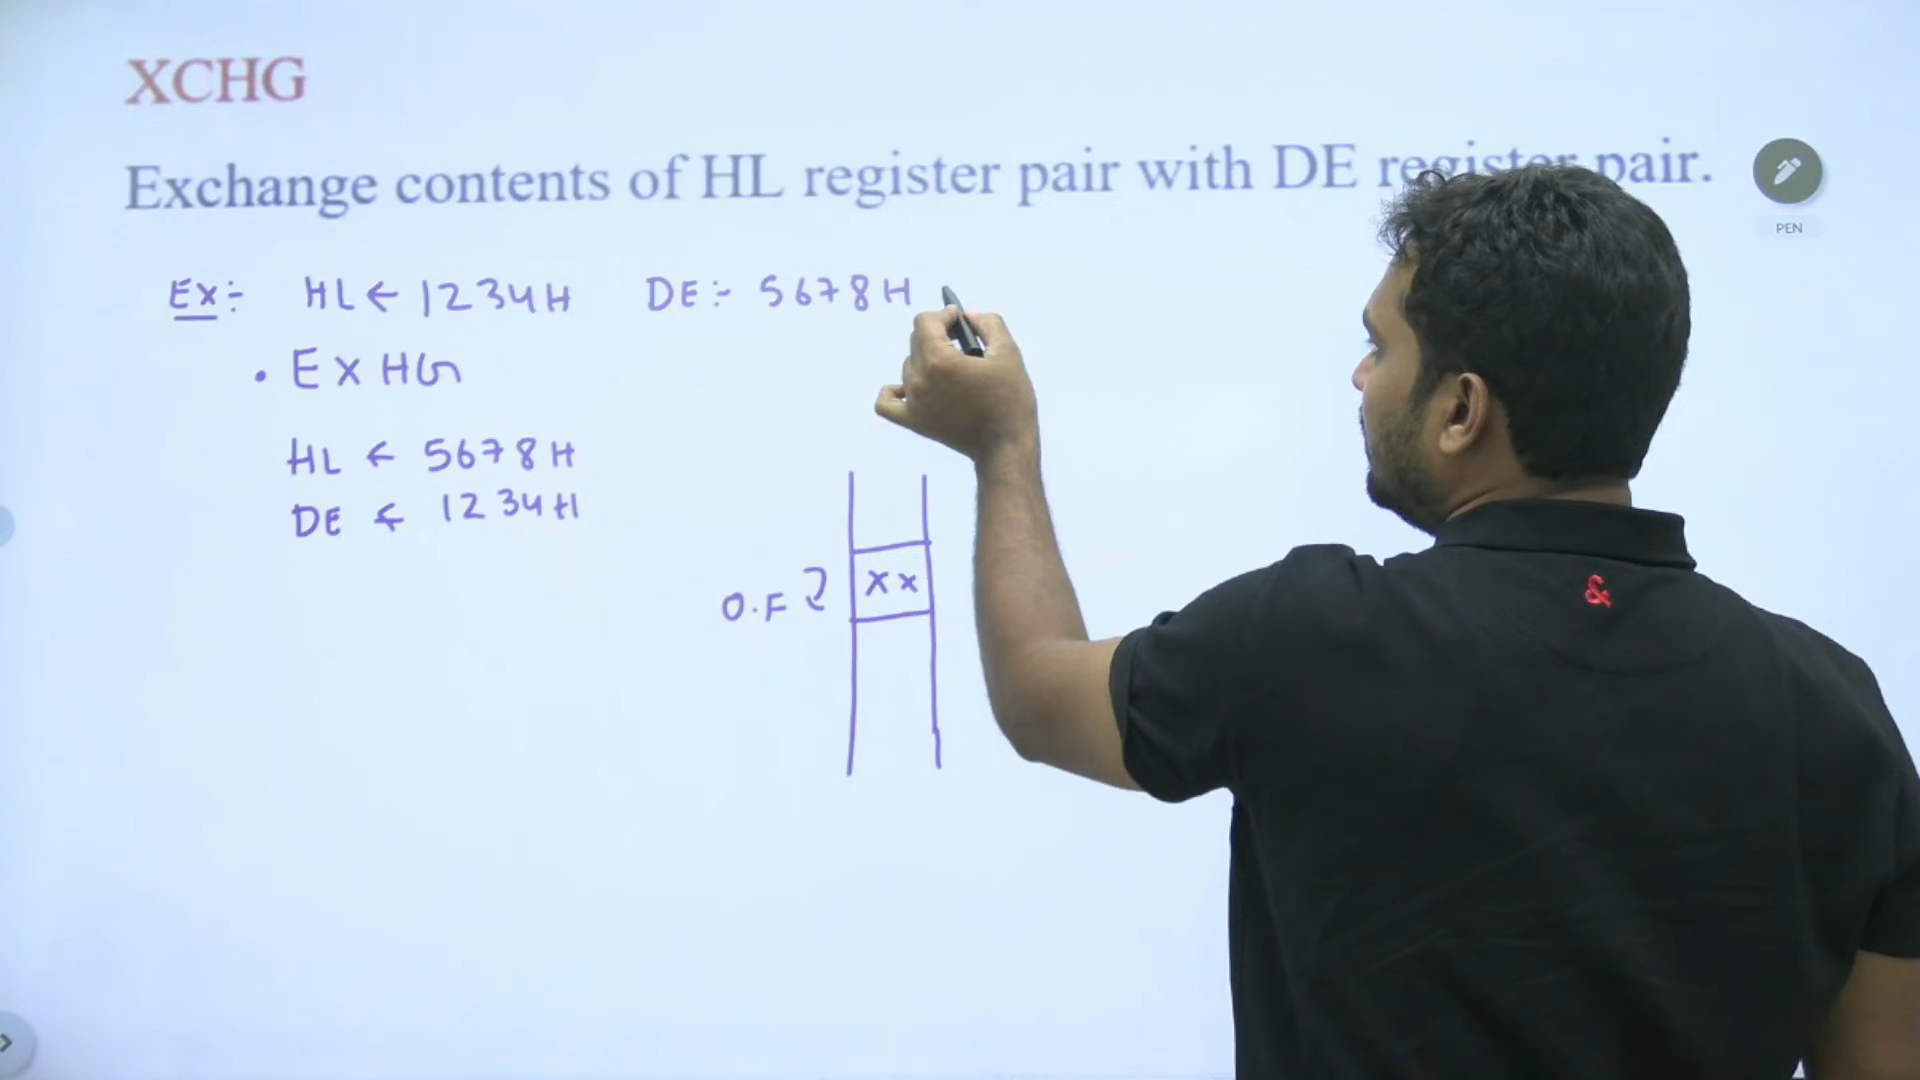 XCHG
Exchange contents of HL register pair with DE register pair.
PEN
Ex:- HL ← 1234H DE:- 5678H
. EXHG
HL ← 5678H
DE ← 1234H
O.F
XX
&